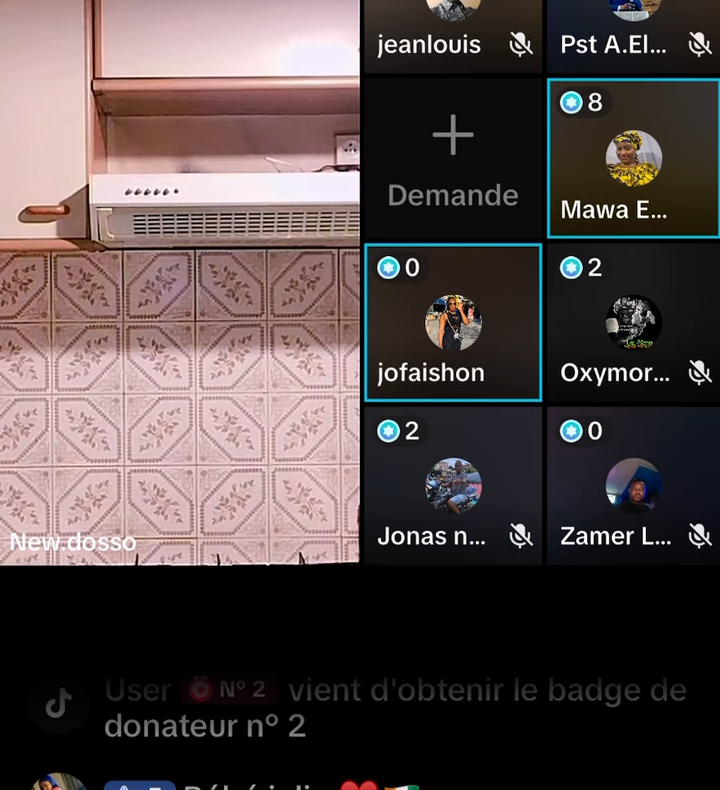 jeanlouis
Pst A.El...
Demande
8
Mawa E...
0
jofaishon
2
Oxymor...
2
Jonas n...
0
Zamer L...
New.dosso
User N° 2 vient d'obtenir le badge de
donateur n° 2